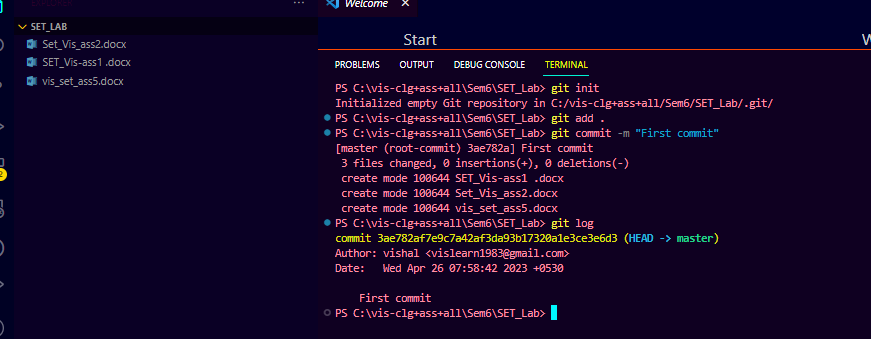 Welcome
SET_LAB
Set_Vis_ass2.docx
SET_Vis-ass1 .docx
vis_set_ass5.docx
Start
PROBLEMS OUTPUT DEBUG CONSOLE TERMINAL
PS C:\vis-clg+ass+all\Sem6\SET_Lab> git init
Initialized empty Git repository in C:/vis-clg+ass+all/Sem6/SET_Lab/.git/
PS C:\vis-clg+ass+all\Sem6\SET_Lab> git add .
PS C:\vis-clg+ass+all\Sem6\SET_Lab> git commit -m "First commit"
[master (root-commit) 3ae782a] First commit
3 files changed, 0 insertions(+), 0 deletions(-)
create mode 100644 SET_Vis-ass1 .docx
create mode 100644 Set_Vis_ass2.docx
create mode 100644 vis_set_ass5.docx
PS C:\vis-clg+ass+all\Sem6\SET_Lab> git log
commit 3ae782af7e9c7a42af3da93b17320a1e3ce3e6d3 (HEAD -> master)
Author: vishal <vislearn1983@gmail.com>
Date:   Wed Apr 26 07:58:42 2023 +0530
First commit
PS C:\vis-clg+ass+all\Sem6\SET_Lab>